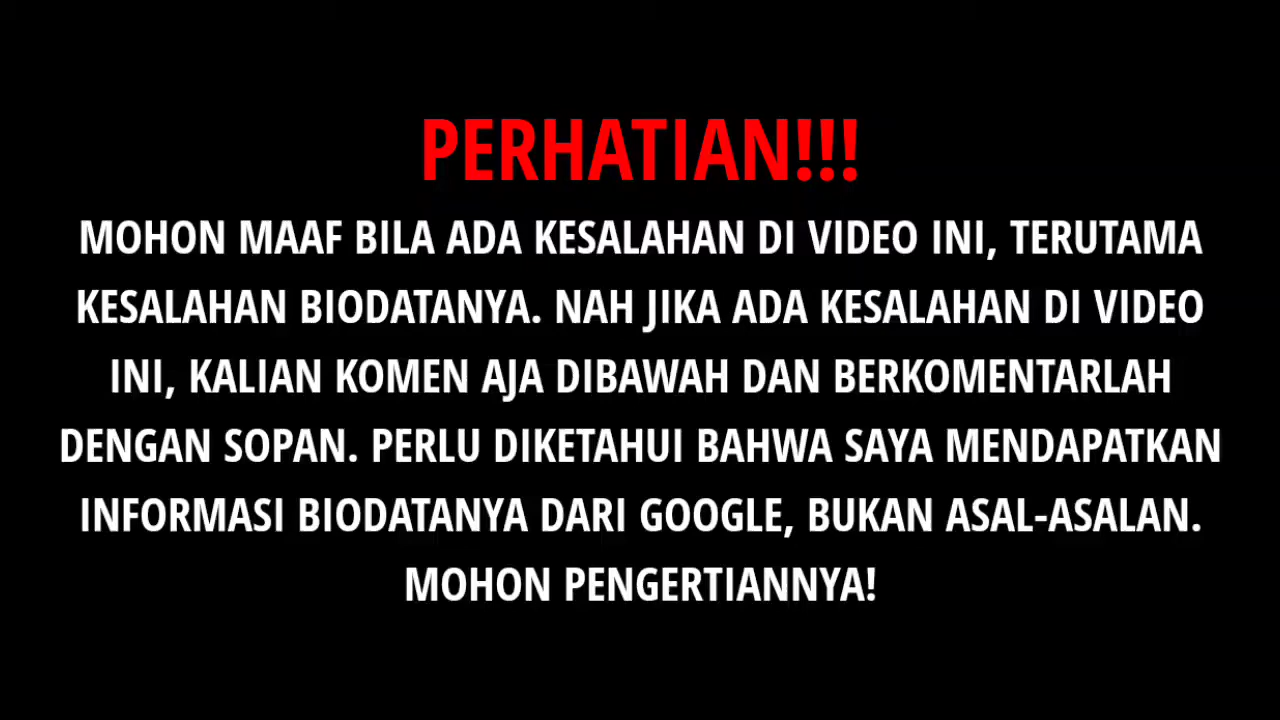 PERHATIAN!!!
MOHON MAAF BILA ADA KESALAHAN DI VIDEO INI, TERUTAMA
KESALAHAN BIODATANYA. NAH JIKA ADA KESALAHAN DI VIDEO
INI, KALIAN KOMEN AJA DIBAWAH DAN BERKOMENTARLAH
DENGAN SOPAN. PERLU DIKETAHUI BAHWA SAYA MENDAPATKAN
INFORMASI BIODATANYA DARI GOOGLE, BUKAN ASAL-ASALAN.
MOHON PENGERTIANNYA!